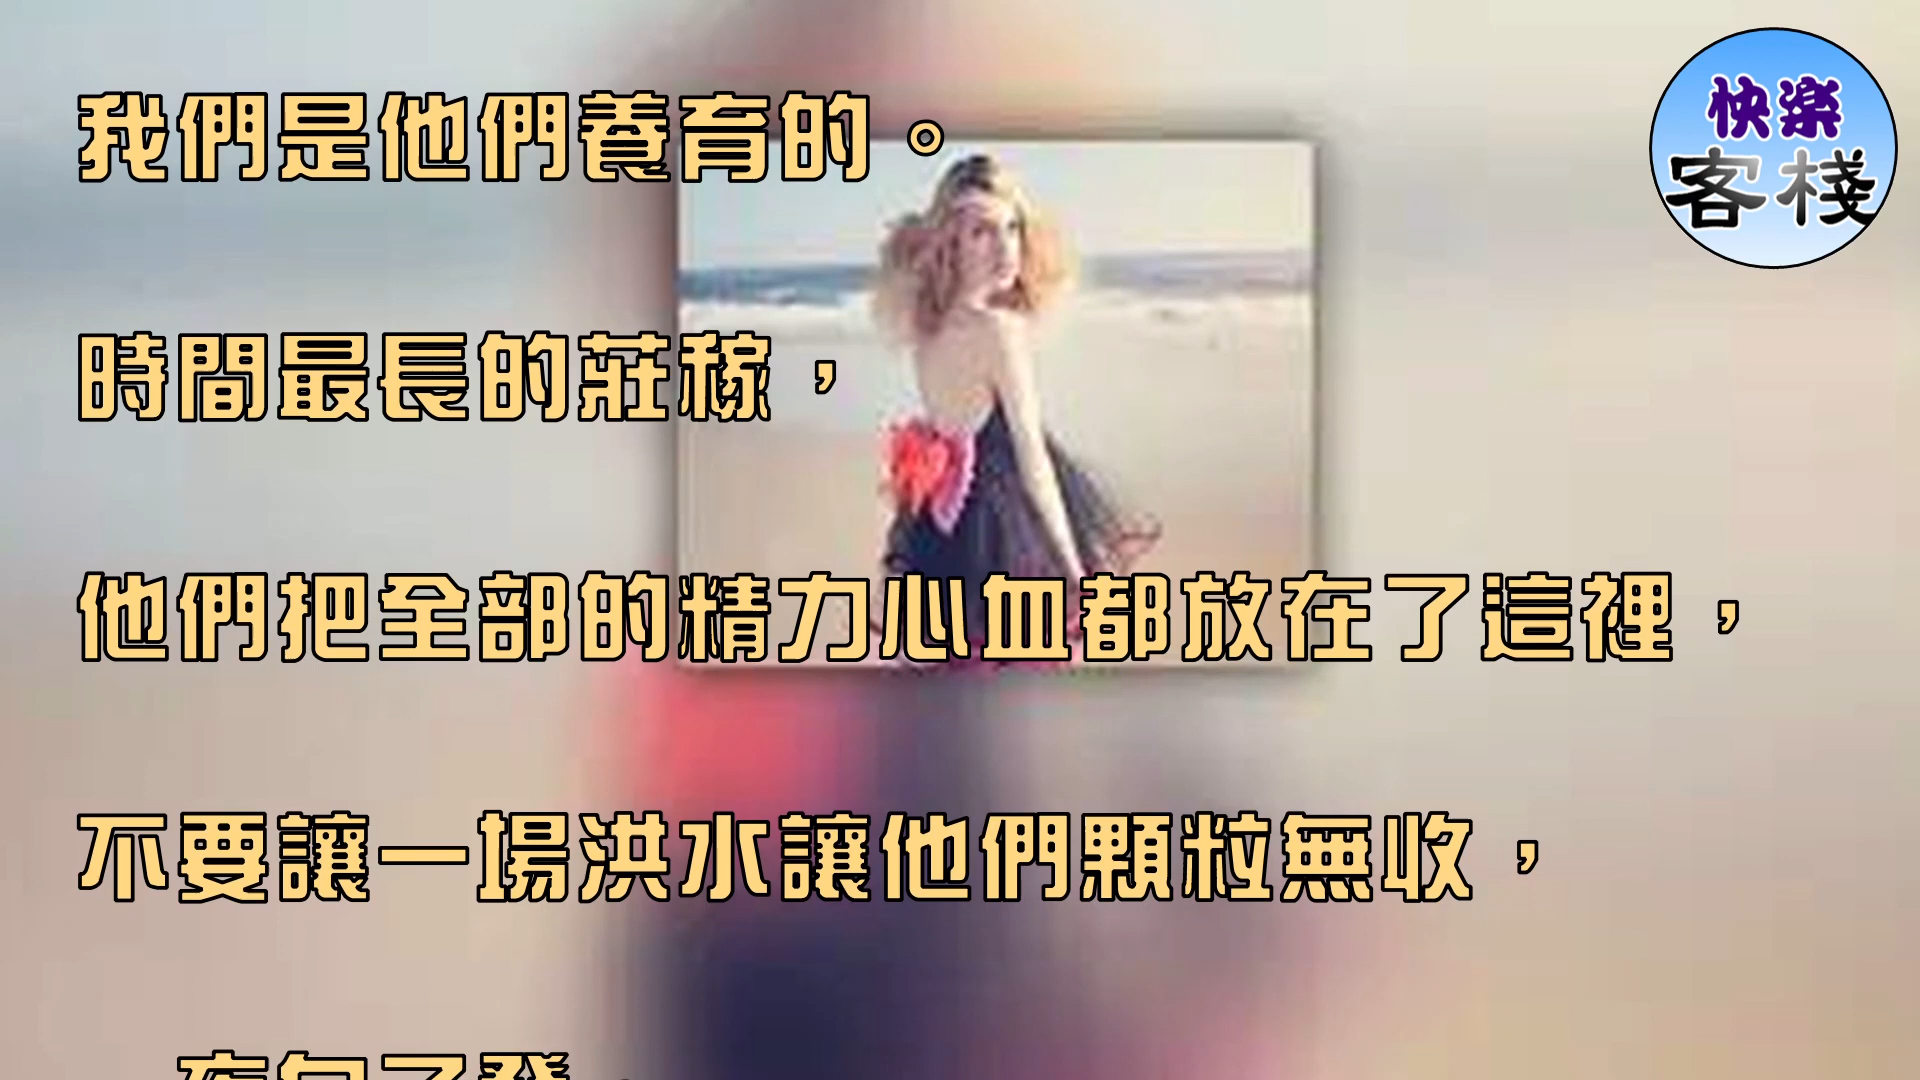 我們是他們養育的。
快樂
客棧
時間最長的莊稼，
他們把全部的精力心血都放在了這裡，
不要讓一場洪水讓他們顆粒無收，